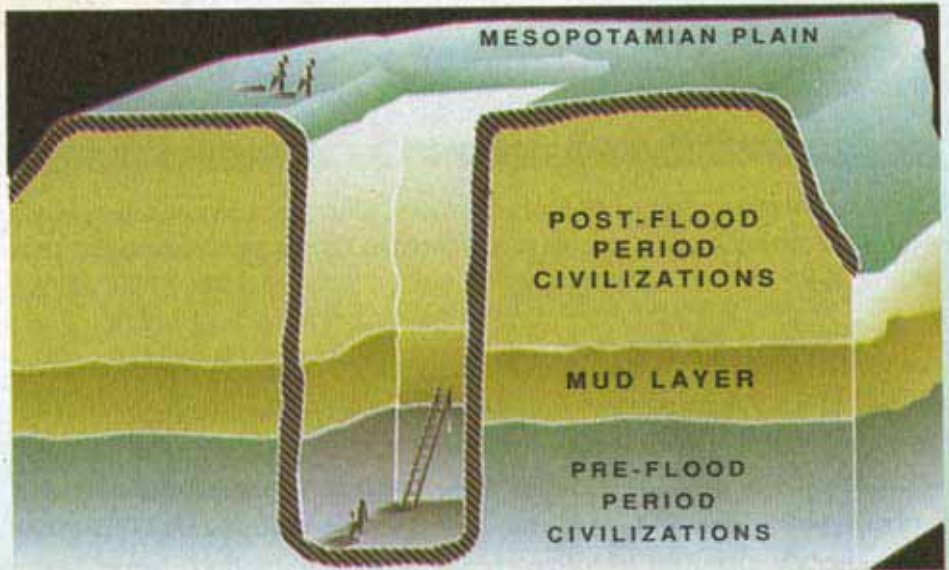 MESOPOTAMIAN PLAIN
POST-FLOOD
PERIOD
CIVILIZATIONS
MUD LAYER
PRE-FLOOD
PERIOD
CIVILIZATIONS